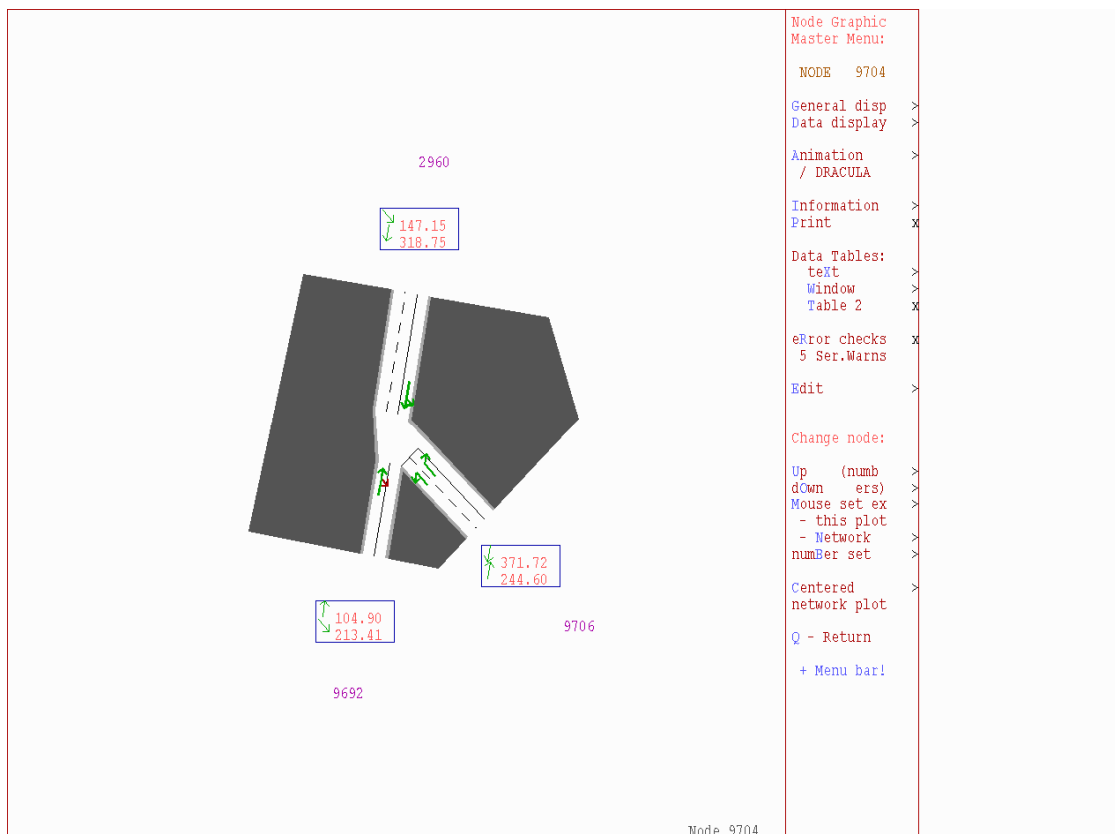 2960
147.15
318.75
371.72
244.60
104.90
213.41
9706
9692
Node 9704
Node Graphic
Master Menu:
NODE 9704
General disp >
Data display >
Animation >
/ DRACULA
Information >
Print x
Data Tables:
teXt >
Window >
Table 2 x
eRror checks x
5 Ser.Warns
Edit >
Change node:
Up (numb >
dOwn ers) >
Mouse set ex >
- this plot
- Network >
numBer set >
Centered >
network plot
Q - Return
+ Menu bar!